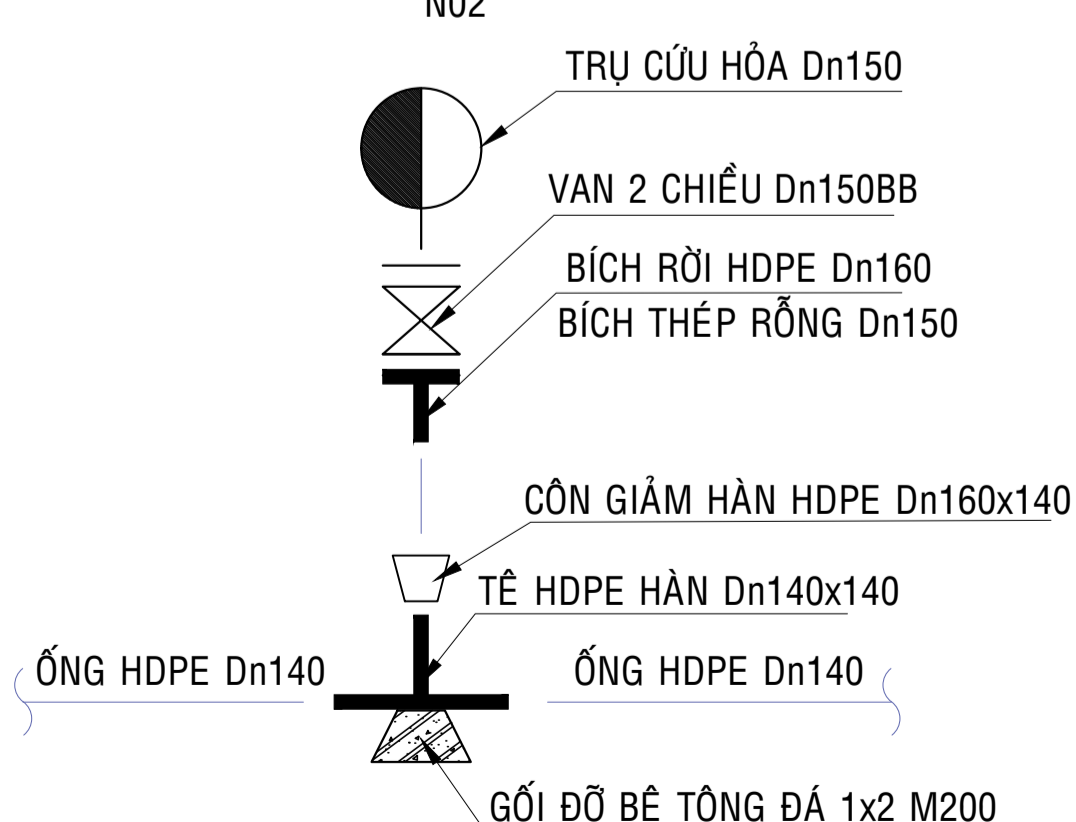 N02
TRỤ CỨU HỎA Dn150
VAN 2 CHIỀU Dn150BB
BÍCH RỜI HDPE Dn160
BÍCH THÉP RỖNG Dn150
CÔN GIẢM HÀN HDPE Dn160x140
TÊ HDPE HÀN Dn140x140
ỐNG HDPE Dn140
ỐNG HDPE Dn140
GỐI ĐỠ BÊ TÔNG ĐÁ 1x2 M200